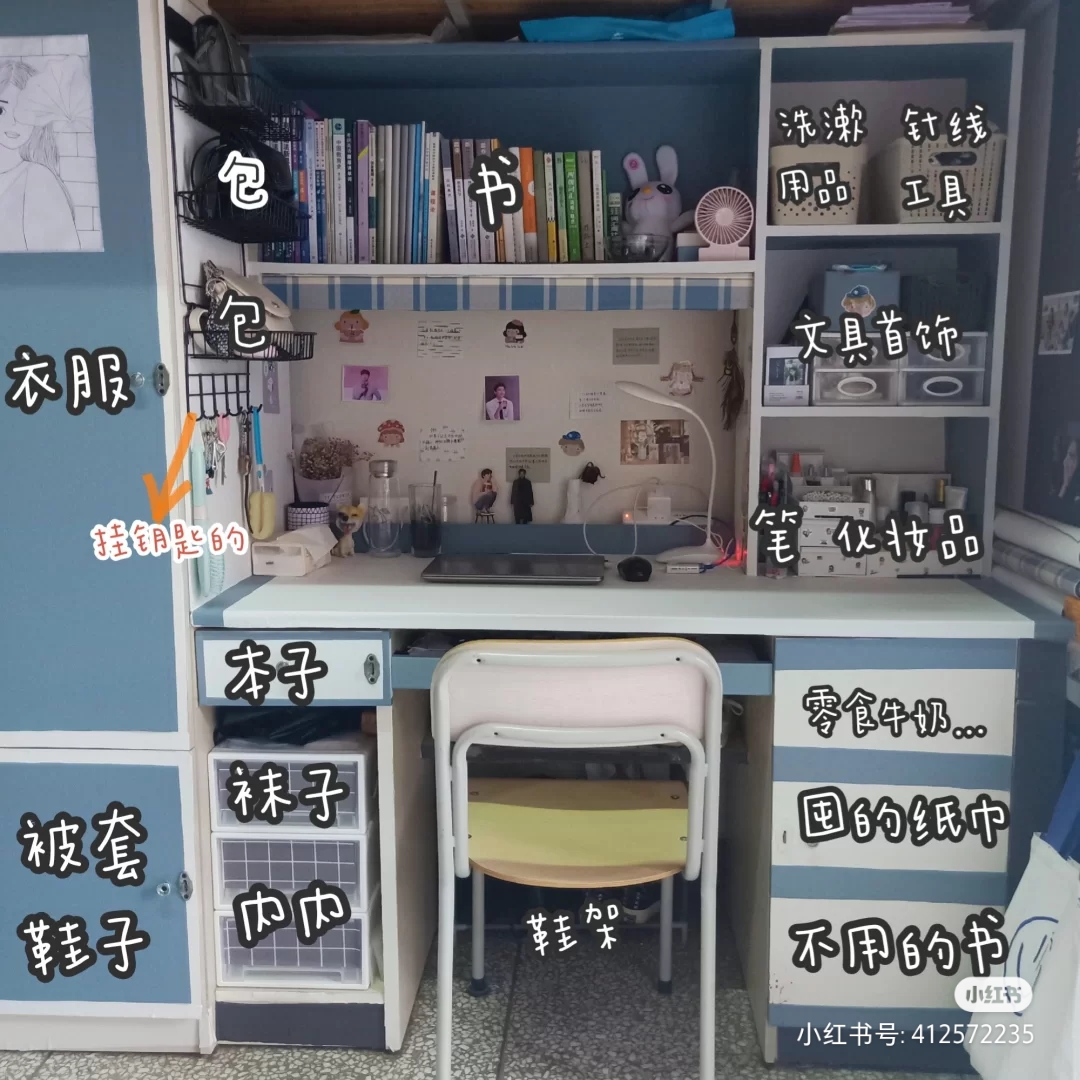 洗漱
用品
针线
工具
包
书
包
文具首饰
衣服
挂钥匙的
笔
化妆品
本子
零食牛奶...
袜子
囤的纸巾
被套
鞋子
内内
鞋架
不用的书
小红书
小红书号: 412572235